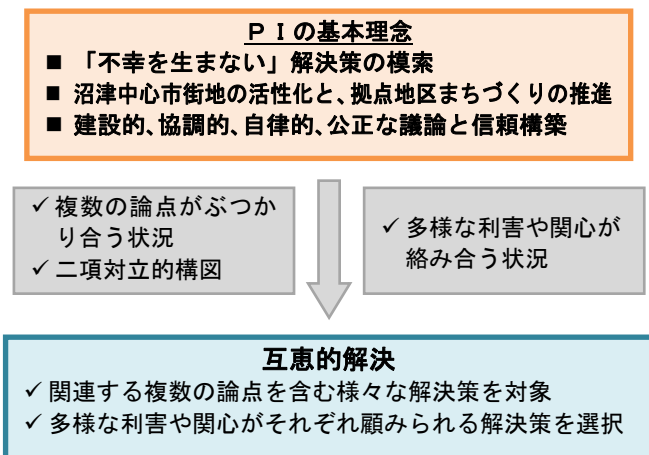 ＰＩの基本理念
■ 「不幸を生まない」解決策の模索
■ 沼津中心市街地の活性化と、拠点地区まちづくりの推進
■ 建設的、協調的、自律的、公正な議論と信頼構築
✓ 複数の論点がぶつか
り合う状況
✓ 二項対立的構図
✓ 多様な利害や関心が
絡み合う状況
互恵的解決
✓ 関連する複数の論点を含む様々な解決策を対象
✓ 多様な利害や関心がそれぞれ顧みられる解決策を選択